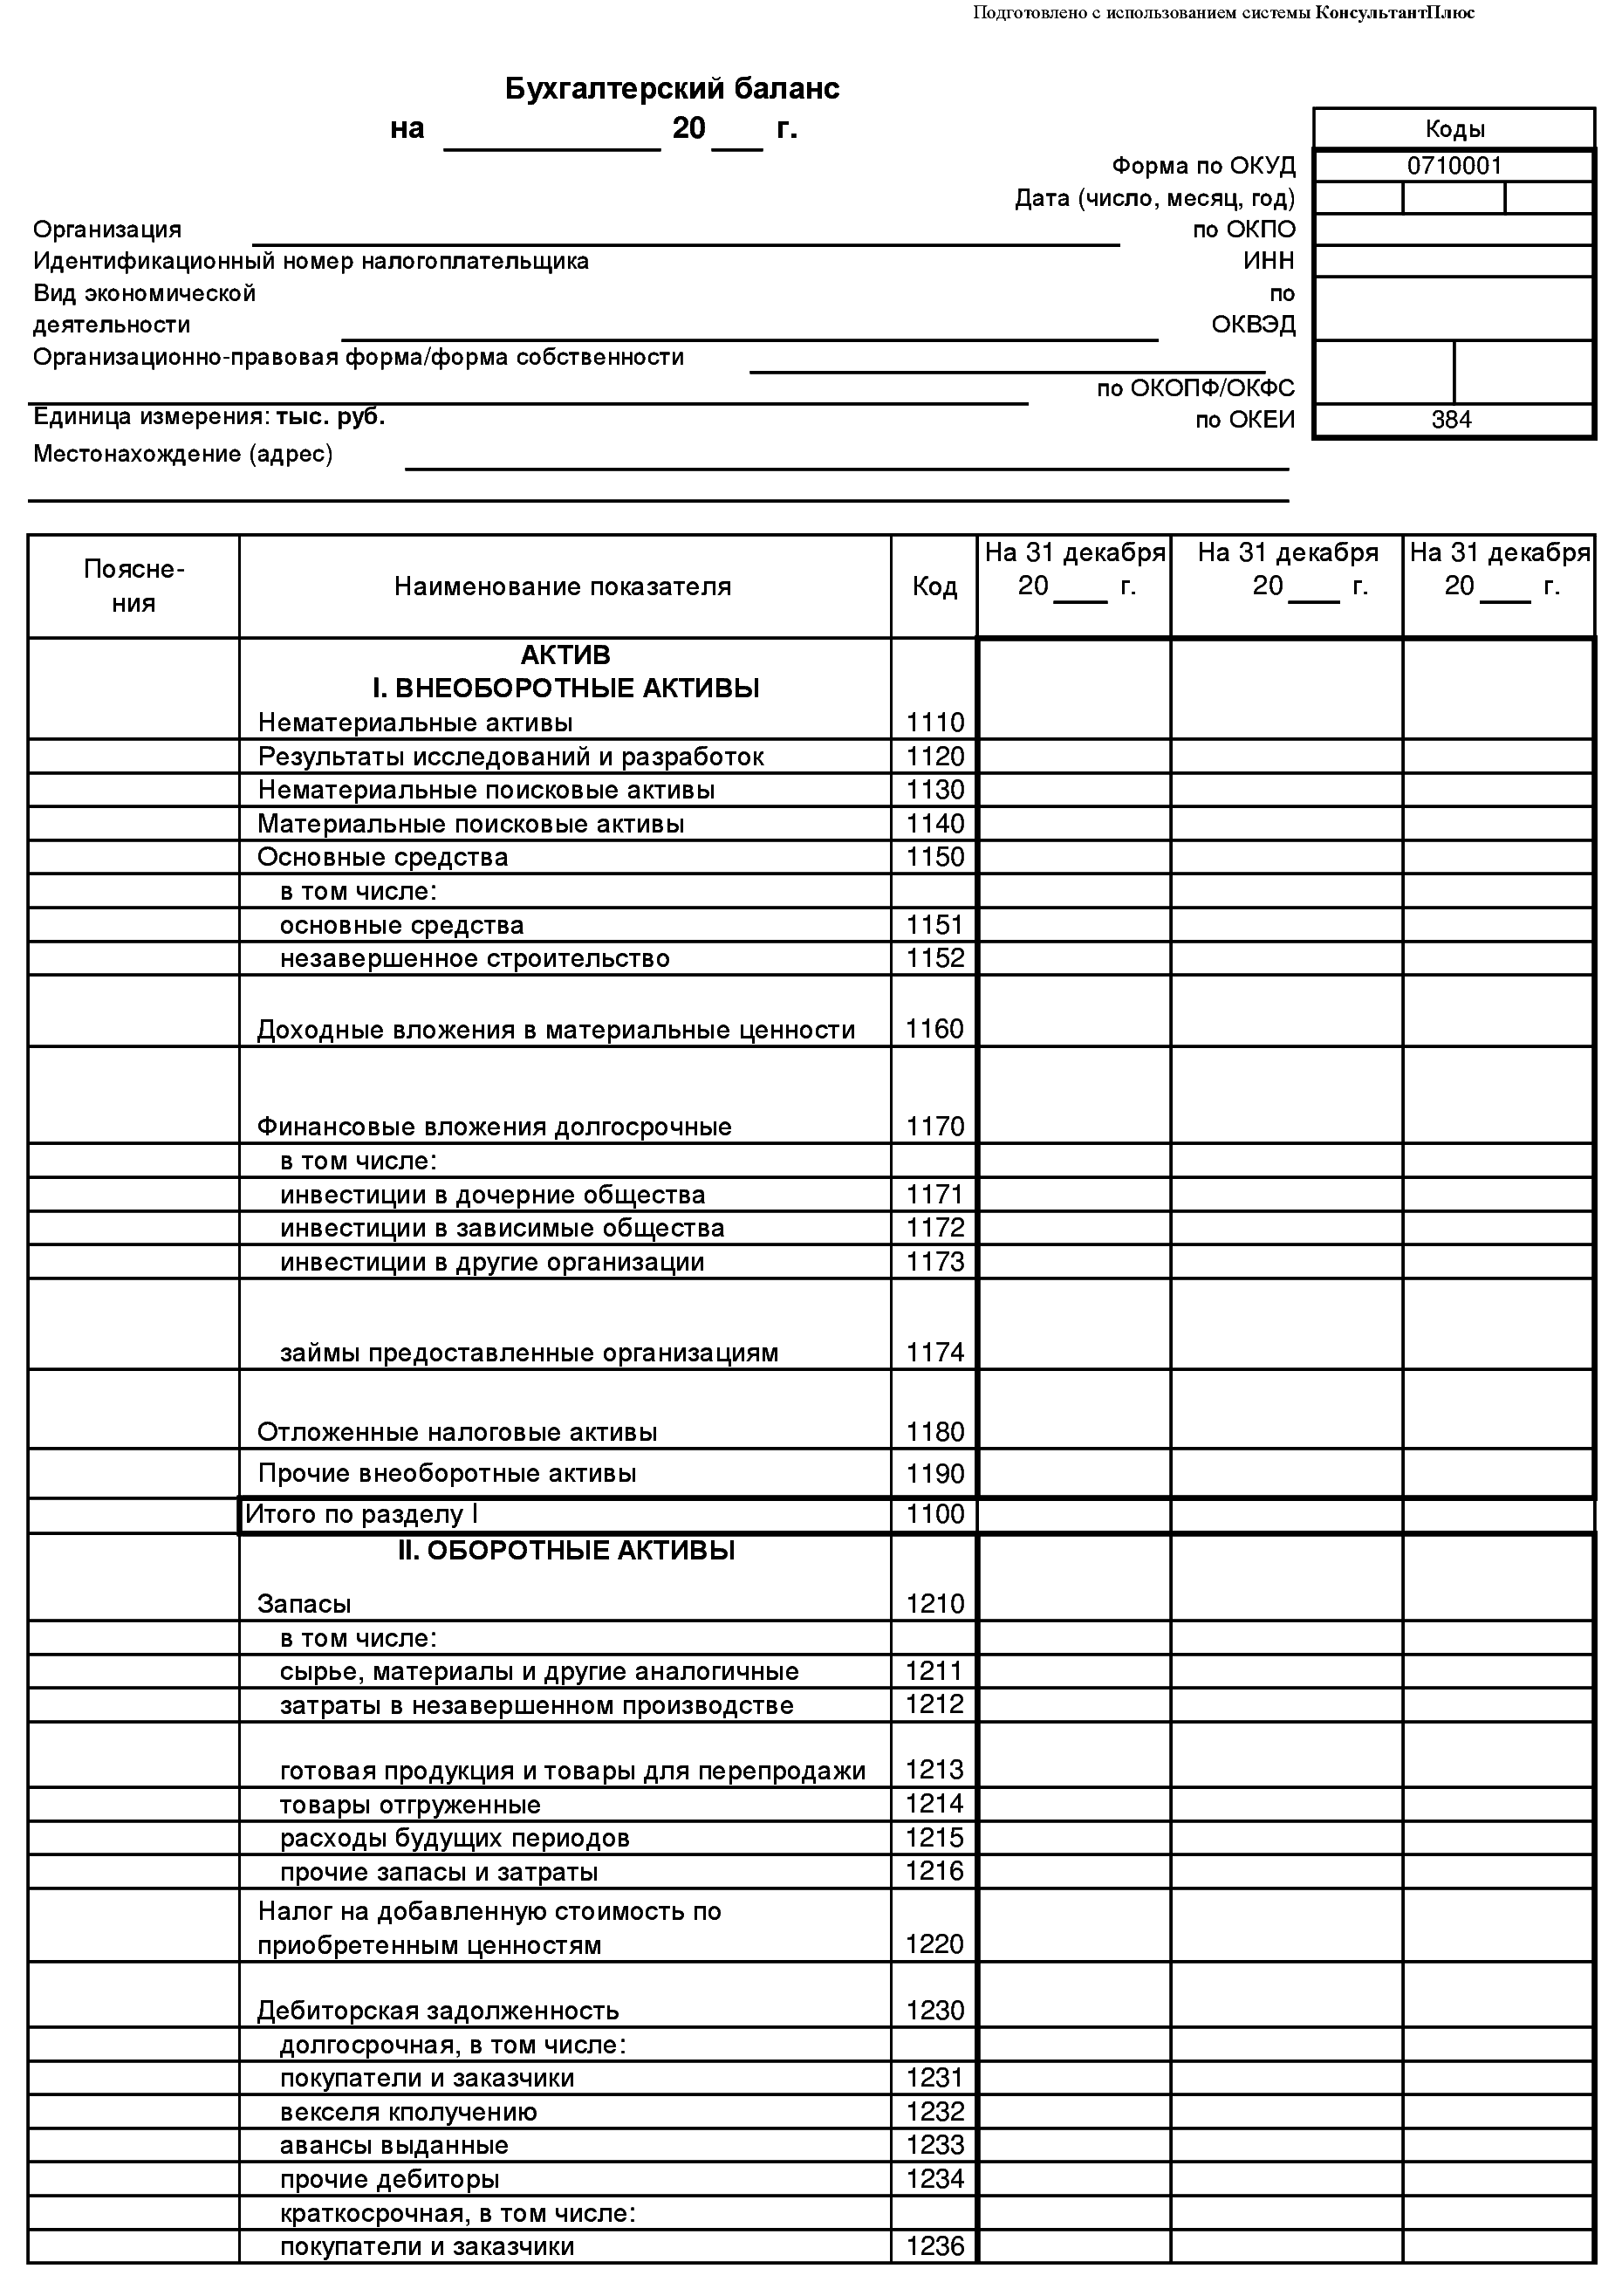 Подготовлено с использованием системы КонсультантПлюс
Бухгалтерский баланс
на 20 г.
Коды
Форма по ОКУД 0710001
Дата (число, месяц, год)
Организация по ОКПО
Идентификационный номер налогоплательщика ИНН
Вид экономической по
деятельности ОКВЭД
Организационно-правовая форма/форма собственности
по ОКОПФ/ОКФС
Единица измерения: тыс. руб. по ОКЕИ 384
Местонахождение (адрес)
Поясне-
ния
Наименование показателя
Код
На 31 декабря
20 г.
На 31 декабря
20 г.
На 31 декабря
20 г.
АКТИВ
I. ВНЕОБОРОТНЫЕ АКТИВЫ
Нематериальные активы 1110
Результаты исследований и разработок 1120
Нематериальные поисковые активы 1130
Материальные поисковые активы 1140
Основные средства 1150
в том числе:
основные средства 1151
незавершенное строительство 1152
Доходные вложения в материальные ценности 1160
Финансовые вложения долгосрочные 1170
в том числе:
инвестиции в дочерние общества 1171
инвестиции в зависимые общества 1172
инвестиции в другие организации 1173
займы предоставленные организациям 1174
Отложенные налоговые активы 1180
Прочие внеоборотные активы 1190
Итого по разделу I 1100
II. ОБОРОТНЫЕ АКТИВЫ
Запасы 1210
в том числе:
сырье, материалы и другие аналогичные 1211
затраты в незавершенном производстве 1212
готовая продукция и товары для перепродажи 1213
товары отгруженные 1214
расходы будущих периодов 1215
прочие запасы и затраты 1216
Налог на добавленную стоимость по
приобретенным ценностям 1220
Дебиторская задолженность 1230
долгосрочная, в том числе:
покупатели и заказчики 1231
векселя кполучению 1232
авансы выданные 1233
прочие дебиторы 1234
краткосрочная, в том числе:
покупатели и заказчики 1236